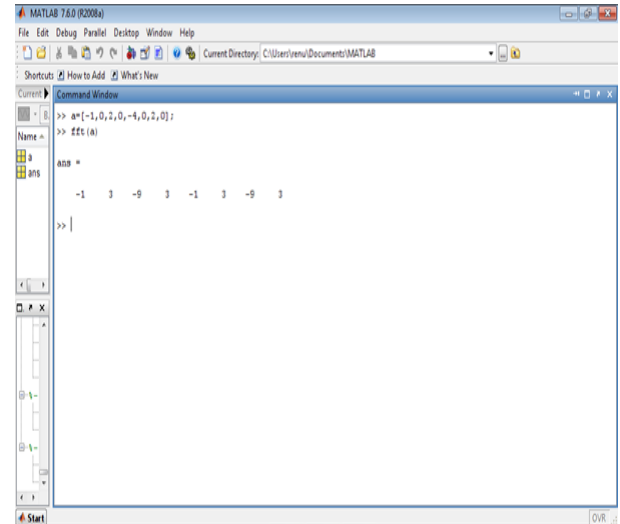 MATLAB 7.6.0 (R2008a)
File Edit Debug Parallel Desktop Window Help
Current Directory: C:\Users\renu\Documents\MATLAB
Shortcuts How to Add What's New
Current
Command Window
Name
a
ans
>> a=[-1,0,2,0,-4,0,2,0];
>> fft(a)
ans =
-1 3 -9 3 -1 3 -9 3
>>
Start
OVR